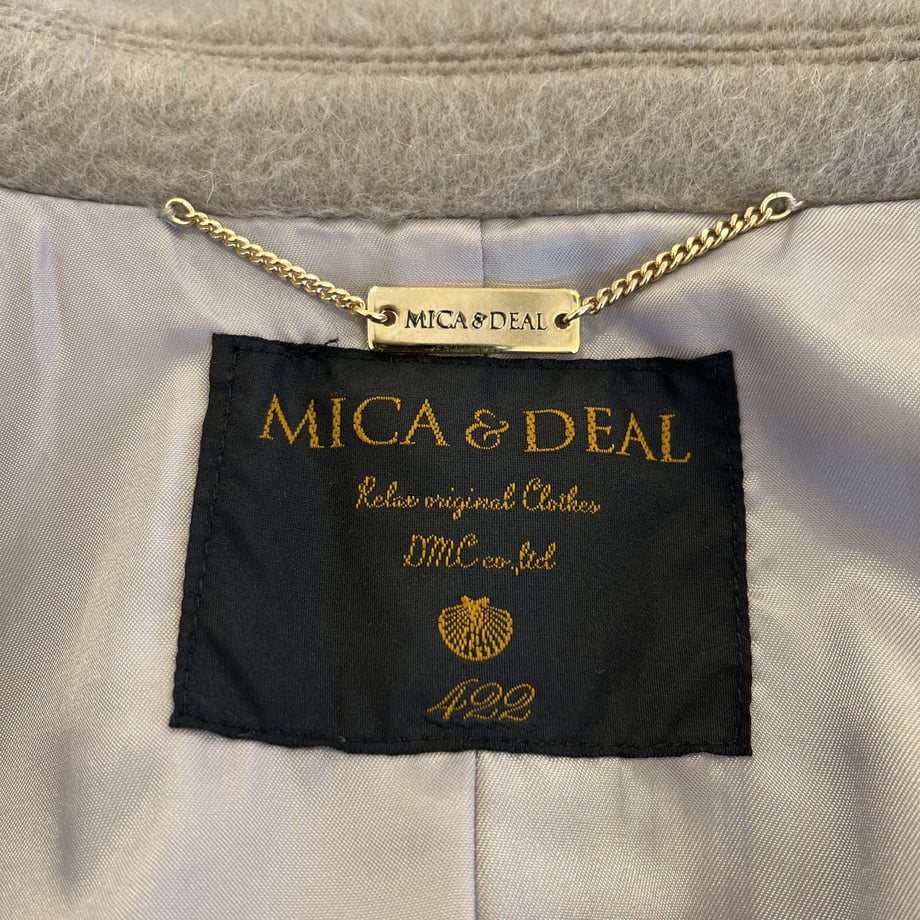 MICA & DEAL
MICA & DEAL
Relax original Clothes
DMC co.,ltd
422